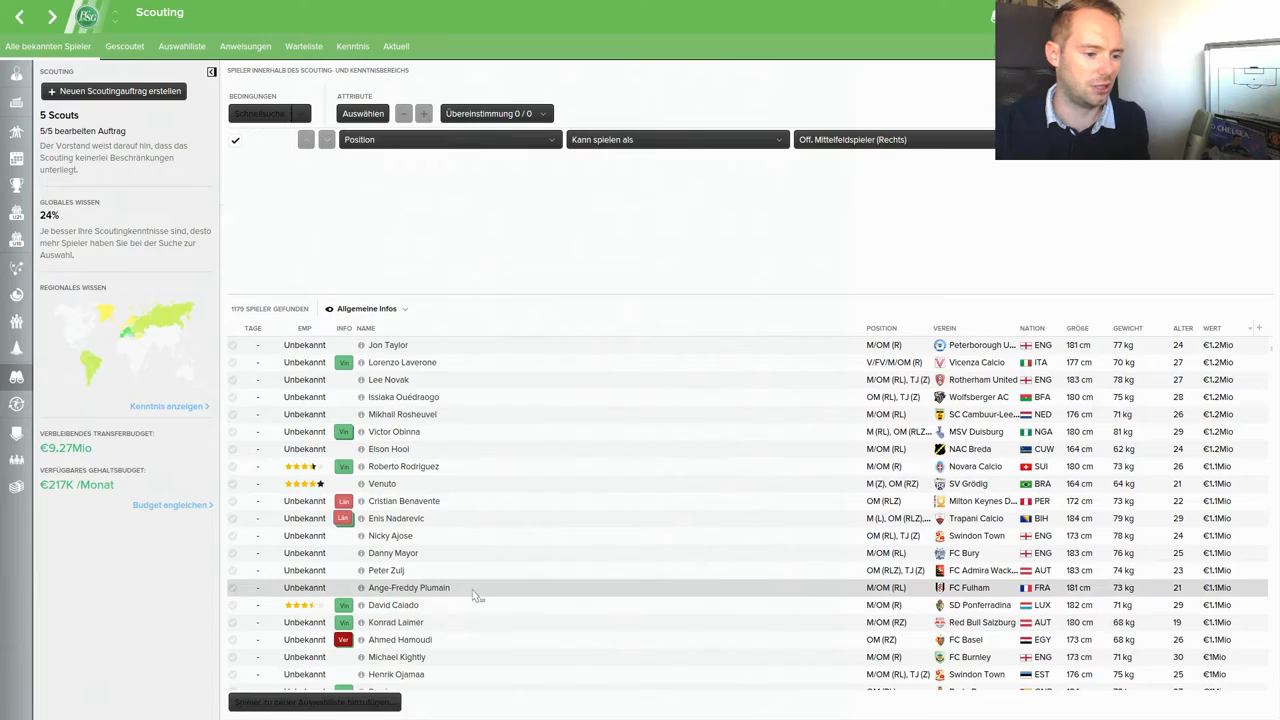 FCSG
Scouting
Alle bekannten Spieler Gescoutet Auswahlliste Anweisungen Warteliste Kenntnis Aktuell
SCOUTING
+ Neuen Scoutingauftrag erstellen
5 Scouts
5/5 bearbeiten Auftrag
Der Vorstand weist darauf hin, dass das
Scouting keinerlei Beschränkungen
unterliegt.
GLOBALES WISSEN
24%
Je besser Ihre Scoutingkenntnisse sind, desto
mehr Spieler haben Sie bei der Suche zur
Auswahl.
REGIONALES WISSEN
Kenntnis anzeigen >
VERBLEIBENDES TRANSFERBUDGET:
€9.27Mio
VERFÜGBARES GEHALTSBUDGET:
€217K /Monat
Budget angleichen >
U21
U18
SPIELER INNERHALB DES SCOUTING- UND KENNTNISBEREICHS
BEDINGUNGEN ATTRIBUTE
Schnellsuche Auswählen - + Übereinstimmung 0 / 0
Position Kann spielen als Off. Mittelfeldspieler (Rechts)
CHELSEA
1179 SPIELER GEFUNDEN Allgemeine Infos
TAGE EMP INFO NAME POSITION VEREIN NATION GRÖßE GEWICHT ALTER WERT +
- Unbekannt Jon Taylor M/OM (R) Peterborough U... ENG 181 cm 77 kg 24 €1.2Mio
- Unbekannt Vin Lorenzo Laverone V/FV/M/OM (R) Vicenza Calcio ITA 177 cm 70 kg 27 €1.2Mio
- Unbekannt Lee Novak M/OM (RL) Rotherham United ENG 183 cm 78 kg 27 €1.2Mio
- Unbekannt Issiaka Ouédraogo OM (RL), TJ (Z) Wolfsberger AC BFA 180 cm 75 kg 28 €1.2Mio
- Unbekannt Mikhail Rosheuvel M/OM (RL) SC Cambuur-Lee... NED 176 cm 71 kg 26 €1.2Mio
- Unbekannt Vin Victor Obinna M (RL), OM (RLZ... MSV Duisburg NGA 180 cm 81 kg 29 €1.2Mio
- Unbekannt Elson Hooi M/OM (RL) NAC Breda CUW 164 cm 62 kg 24 €1.2Mio
- Vin Roberto Rodriguez M/OM (R) Novara Calcio SUI 180 cm 73 kg 26 €1.1Mio
- Venuto M (Z), OM (RZ) SV Grödig BRA 164 cm 64 kg 21 €1.1Mio
- Unbekannt Län Cristian Benavente OM (RLZ) Milton Keynes D... PER 172 cm 73 kg 22 €1.1Mio
- Unbekannt Län Enis Nadarevic M (L), OM (RLZ)... Trapani Calcio BIH 184 cm 79 kg 29 €1.1Mio
- Unbekannt Nicky Ajose OM (RL), TJ (Z) Swindon Town ENG 173 cm 78 kg 24 €1.1Mio
- Unbekannt Danny Mayor M/OM (RL) FC Bury ENG 183 cm 76 kg 25 €1.1Mio
- Unbekannt Peter Zulj OM (RLZ), TJ (Z) FC Admira Wack... AUT 184 cm 74 kg 23 €1.1Mio
- Unbekannt Ange-Freddy Plumain M/OM (RL) FC Fulham FRA 181 cm 73 kg 21 €1.1Mio
- Vin David Caiado M/OM (R) SD Ponferradina LUX 182 cm 71 kg 29 €1.1Mio
- Unbekannt Vin Konrad Laimer M/OM (RZ) Red Bull Salzburg AUT 180 cm 68 kg 19 €1.1Mio
- Unbekannt Ver Ahmed Hamoudi OM (RZ) FC Basel EGY 173 cm 68 kg 26 €1.1Mio
- Unbekannt Michael Kightly M/OM (RL) FC Burnley ENG 173 cm 71 kg 30 €1Mio
- Unbekannt Henrik Ojamaa M/OM (RL), TJ (Z) Swindon Town EST 176 cm 74 kg 24 €1Mio
Spieler zu neuer Auswahlliste hinzufügen...